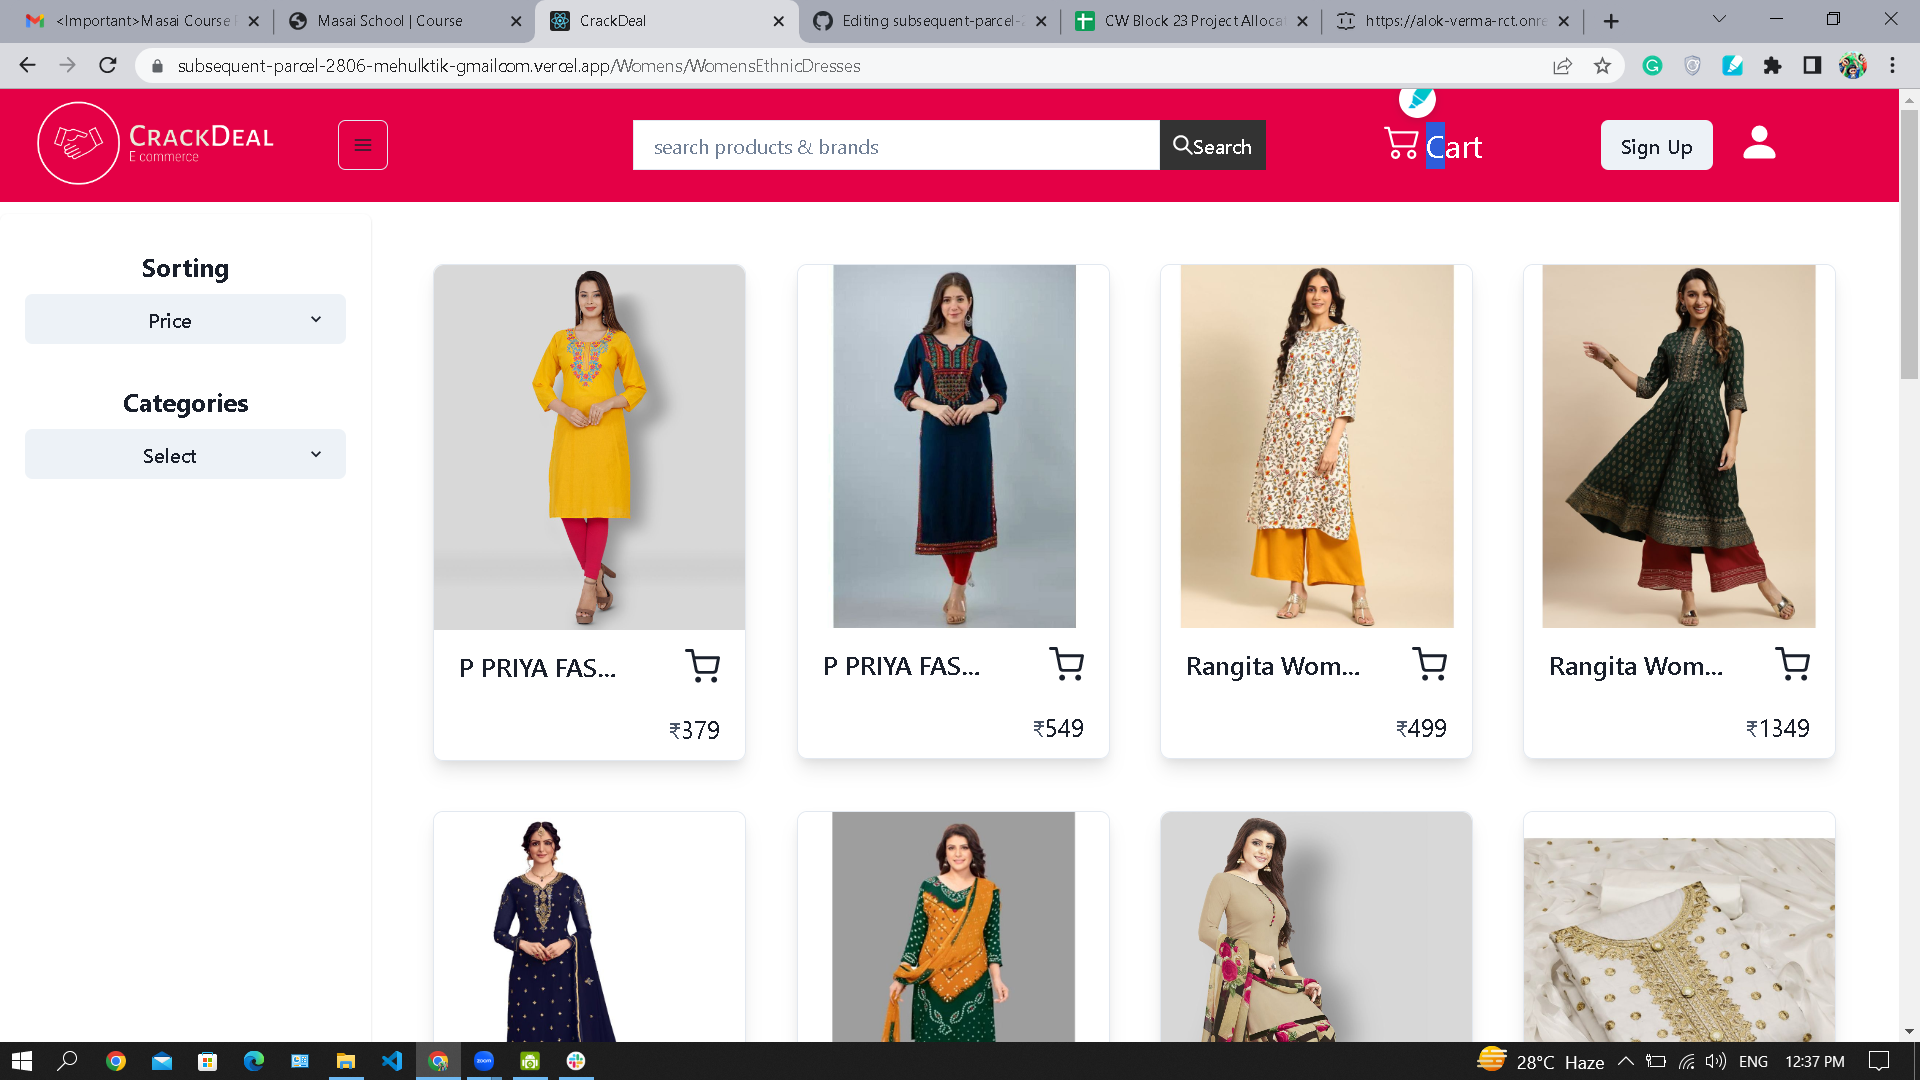 <Important>Masai Course
Masai School | Course
CrackDeal
Editing subsequent-parcel-2
CW Block 23 Project Alloca
https://alok-verma-rct.onre
subsequent-parcel-2806-mehulktik-gmailcom.vercel.app/Womens/WomensEthnicDresses
CRACKDEAL
E commerce
search products & brands
Search
Cart
Sign Up
Sorting
Price
Categories
Select
P PRIYA FAS...
₹379
P PRIYA FAS...
₹549
Rangita Wom...
₹499
Rangita Wom...
₹1349
zoom
28°C Haze
ENG
12:37 PM